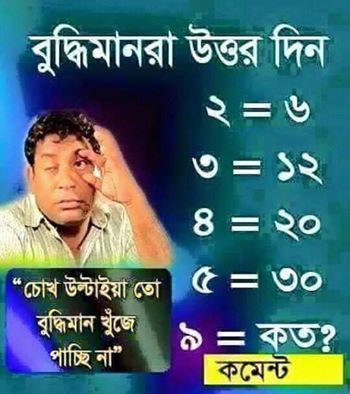 বুদ্ধিমানরা উত্তর দিন
২ = ৬
৩ = ১২
৪ = ২০
৫ = ৩০
৯ = কত?
কমেন্ট
“চোখ উল্টাইয়া তো
বুদ্ধিমান খুঁজে
পাচ্ছি না”